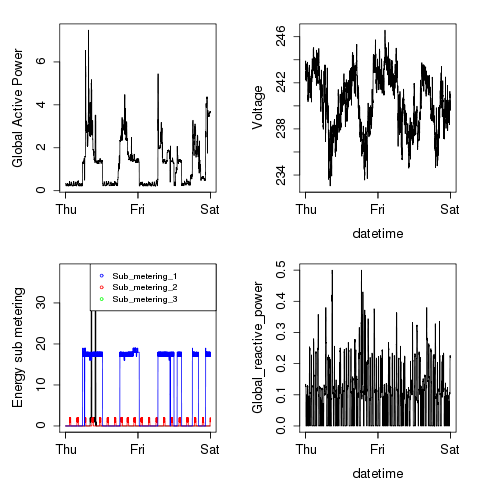 Global Active Power
6
4
2
0
Thu Fri Sat
Voltage
246
242
238
234
Thu Fri Sat
datetime
Energy sub metering
30
20
10
0
Sub_metering_1
Sub_metering_2
Sub_metering_3
Thu Fri Sat
Global_reactive_power
0.5
0.4
0.3
0.2
0.1
0.0
Thu Fri Sat
datetime